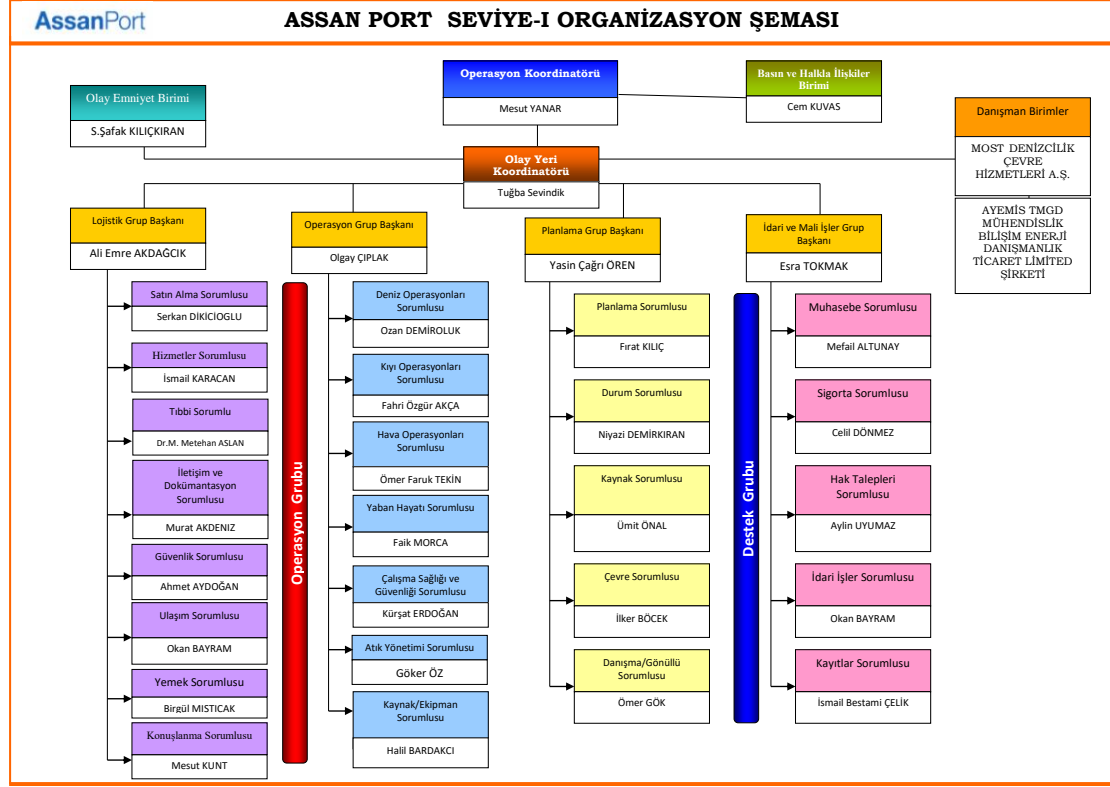 AssanPort
ASSAN PORT SEVİYE-I ORGANİZASYON ŞEMASI
Operasyon Koordinatörü
Mesut YANAR
Basın ve Halkla İlişkiler
Birimi
Cem KUVAS
Olay Emniyet Birimi
S.Şafak KILIÇKIRAN
Danışman Birimler
MOST DENİZCİLİK
ÇEVRE
HİZMETLERİ A.Ş.
AYEMİS TMGD
MÜHENDİSLİK
BİLİŞİM ENERJİ
DANIŞMANLIK
TİCARET LİMİTED
ŞİRKETİ
Olay Yeri
Koordinatörü
Tuğba Sevindik
Lojistik Grup Başkanı
Ali Emre AKDAĞCIK
Operasyon Grup Başkanı
Olgay ÇIPLAK
Planlama Grup Başkanı
Yasin Çağrı ÖREN
İdari ve Mali İşler Grup
Başkanı
Esra TOKMAK
Satın Alma Sorumlusu
Serkan DİKİCİOGLU
Hizmetler Sorumlusu
İsmail KARACAN
Tıbbi Sorumlu
Dr.M. Metehan ASLAN
İletişim ve
Dokümantasyon
Sorumlusu
Murat AKDENIZ
Güvenlik Sorumlusu
Ahmet AYDOĞAN
Ulaşım Sorumlusu
Okan BAYRAM
Yemek Sorumlusu
Birgül MISTICAK
Konuşlanma Sorumlusu
Mesut KUNT
Operasyon Grubu
Deniz Operasyonları
Sorumlusu
Ozan DEMİROLUK
Kıyı Operasyonları
Sorumlusu
Fahri Özgür AKÇA
Hava Operasyonları
Sorumlusu
Ömer Faruk TEKİN
Yaban Hayatı Sorumlusu
Faik MORCA
Çalışma Sağlığı ve
Güvenliği Sorumlusu
Kürşat ERDOĞAN
Atık Yönetimi Sorumlusu
Göker ÖZ
Kaynak/Ekipman
Sorumlusu
Halil BARDAKCI
Planlama Sorumlusu
Fırat KILIÇ
Durum Sorumlusu
Niyazi DEMİRKIRAN
Kaynak Sorumlusu
Ümit ÖNAL
Çevre Sorumlusu
İlker BÖCEK
Danışma/Gönüllü
Sorumlusu
Ömer GÖK
Destek Grubu
Muhasebe Sorumlusu
Mefail ALTUNAY
Sigorta Sorumlusu
Celil DÖNMEZ
Hak Talepleri
Sorumlusu
Aylin UYUMAZ
İdari İşler Sorumlusu
Okan BAYRAM
Kayıtlar Sorumlusu
İsmail Bestami ÇELİK